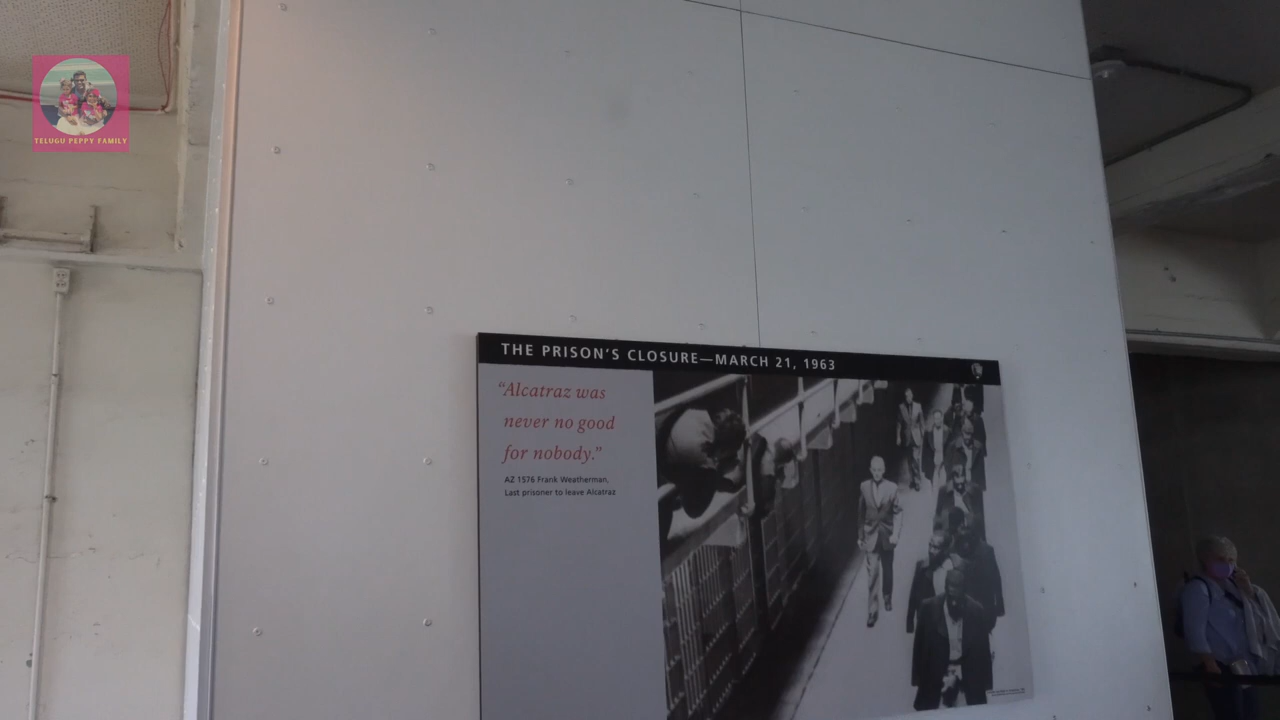 TELUGU PEPPY FAMILY
THE PRISON'S CLOSURE—MARCH 21, 1963
“Alcatraz was
never no good
for nobody.”
AZ 1576 Frank Weatherman,
Last prisoner to leave Alcatraz